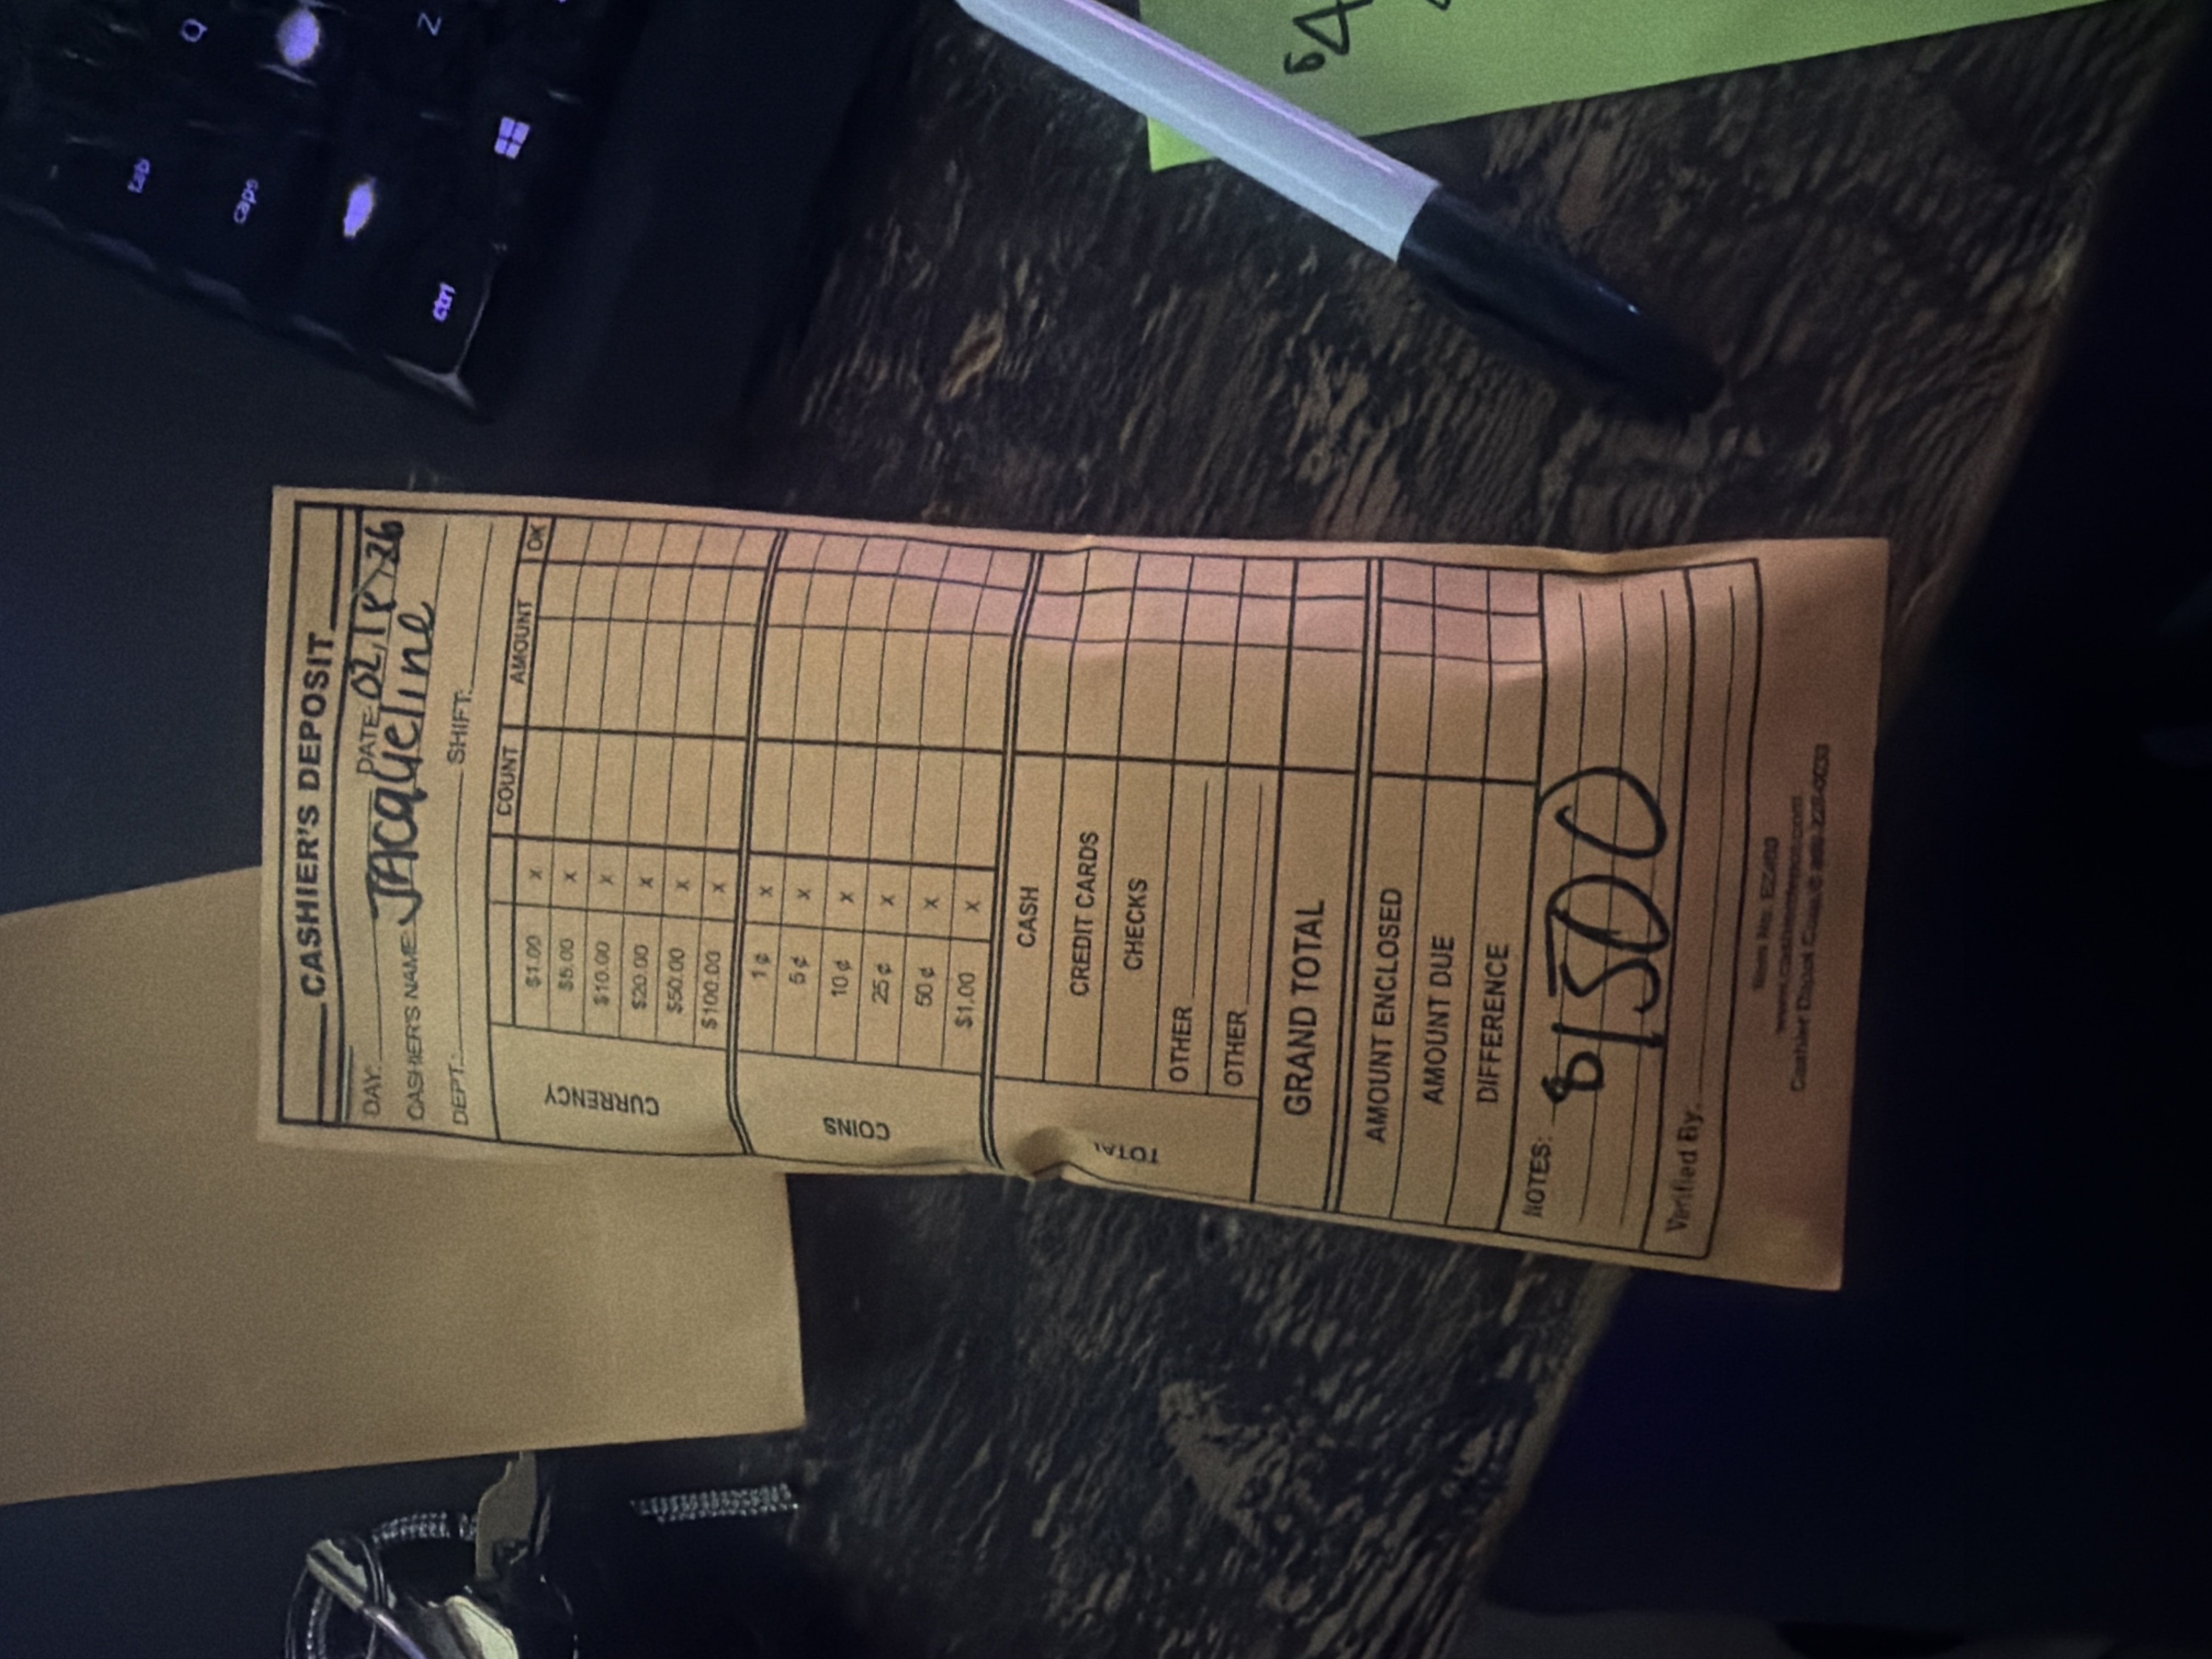 CASHIER'S DEPOSIT
DAY: DATE 02/18/26
CASHIER'S NAME: JAcqueline
DEPT.: SHIFT:
COUNT AMOUNT OK
CURRENCY
$1.00 x
$5.00 x
$10.00 x
$20.00 x
$50.00 x
$100.00 x
COINS
1¢ x
5¢ x
10¢ x
25¢ x
50¢ x
$1.00 x
TOTAL
CASH
CREDIT CARDS
CHECKS
OTHER
OTHER
GRAND TOTAL
AMOUNT ENCLOSED
AMOUNT DUE
DIFFERENCE
NOTES: $1500
Verified By:
Q
Z
tab
caps
ctrl